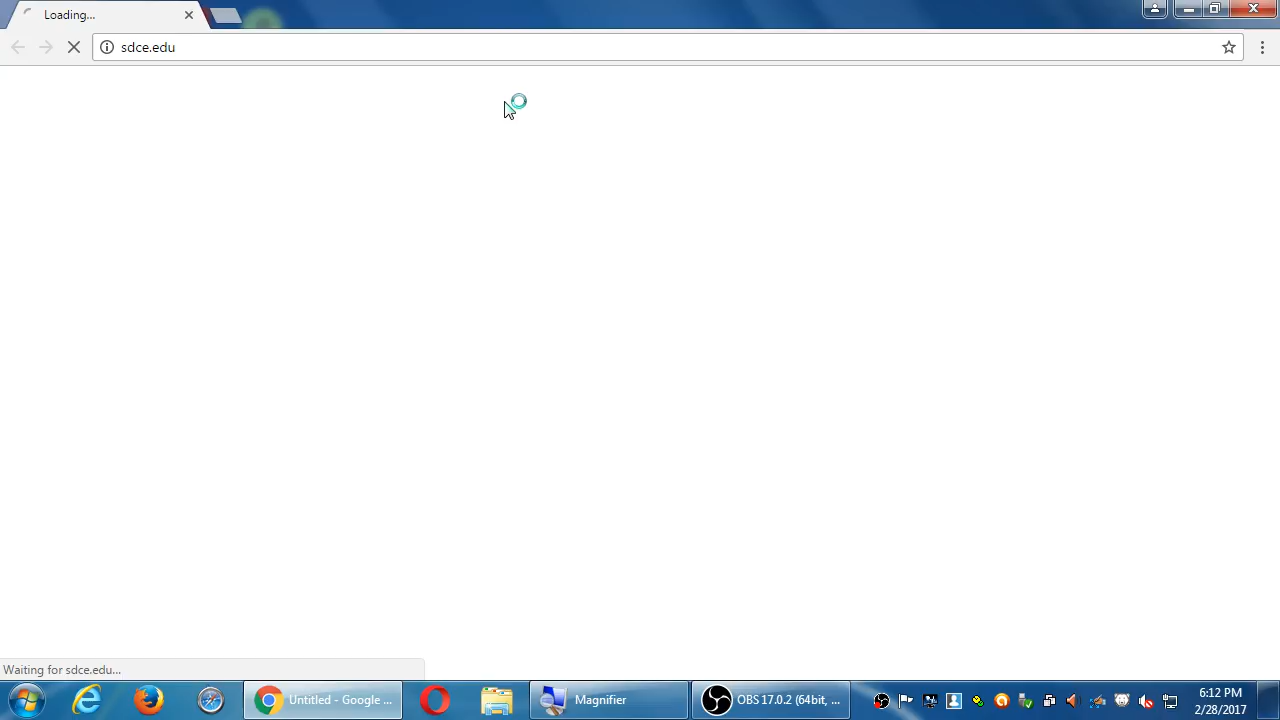 Loading...
sdce.edu
Waiting for sdce.edu...
Untitled - Google ...
Magnifier
OBS 17.0.2 (64bit, ...
6:12 PM
2/28/2017